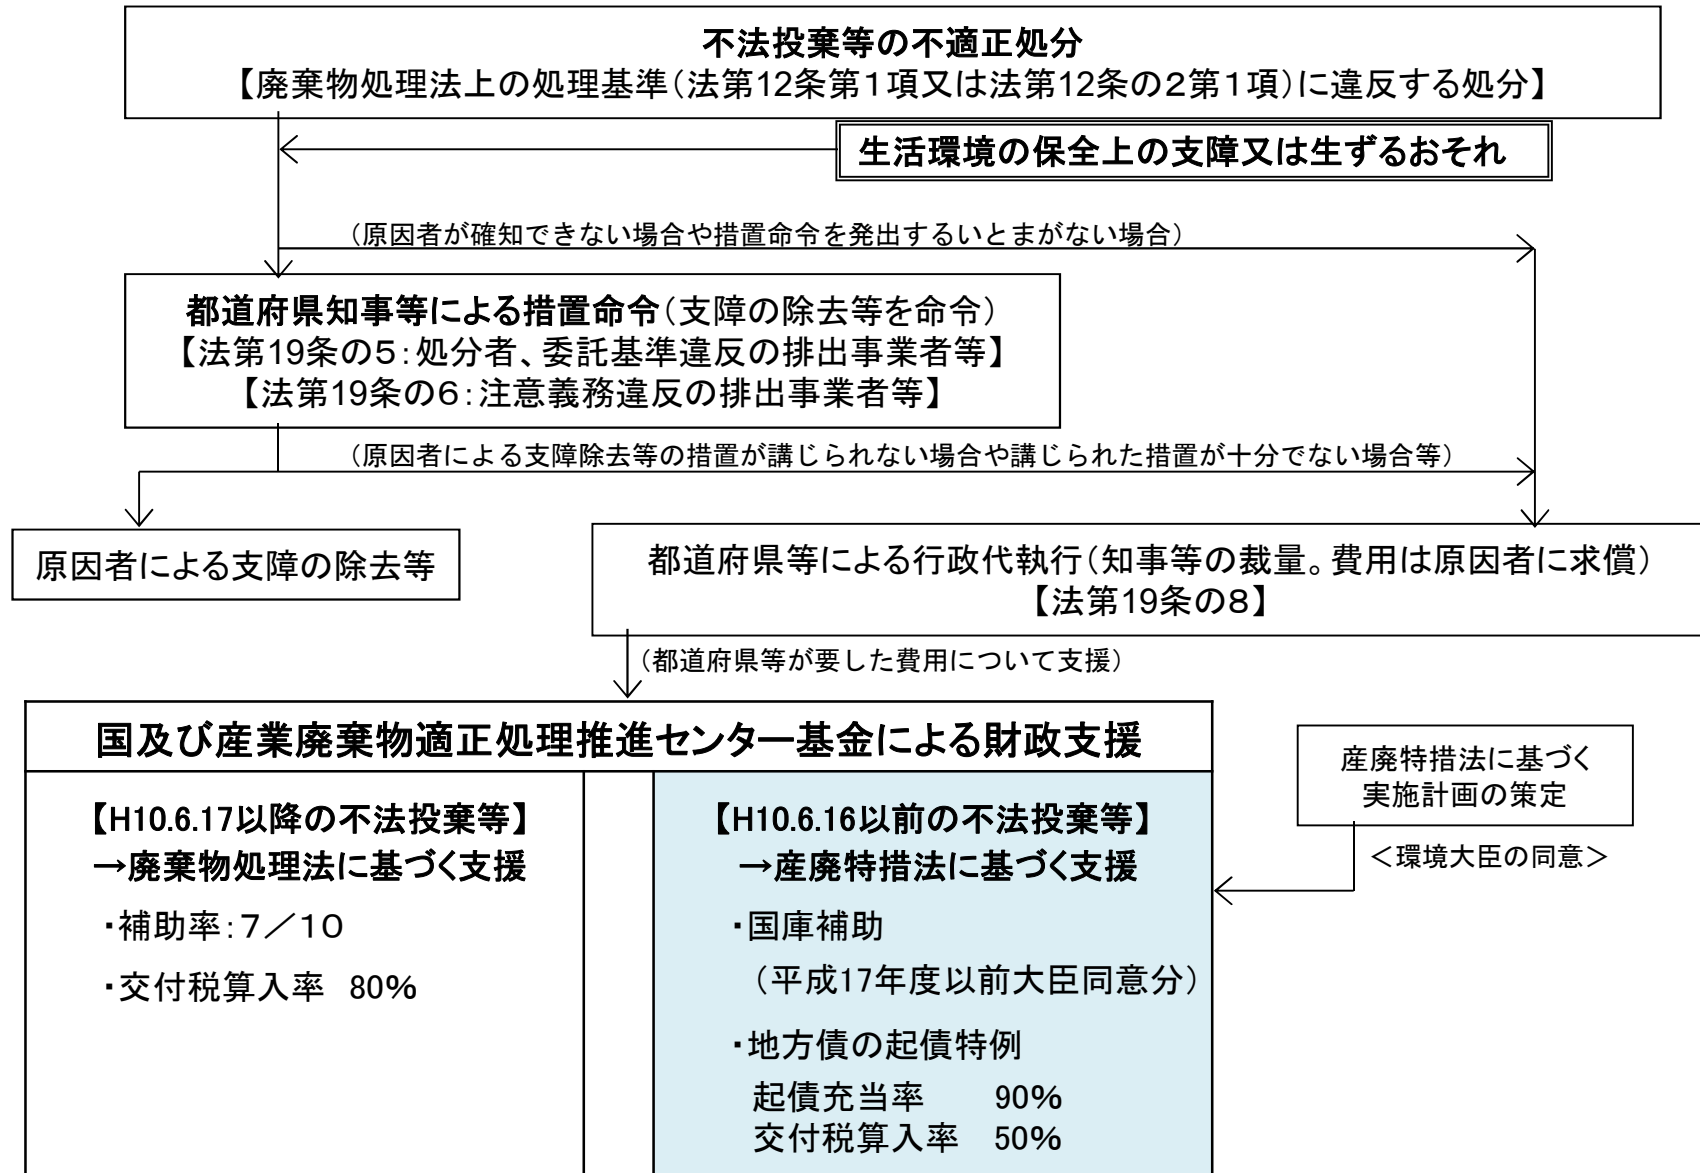 不法投棄等の不適正処分
【廃棄物処理法上の処理基準（法第12条第１項又は法第12条の２第１項）に違反する処分】
生活環境の保全上の支障又は生ずるおそれ
（原因者が確知できない場合や措置命令を発出するいとまがない場合）
都道府県知事等による措置命令（支障の除去等を命令）
【法第19条の５：処分者、委託基準違反の排出事業者等】
【法第19条の６：注意義務違反の排出事業者等】
（原因者による支障除去等の措置が講じられない場合や講じられた措置が十分でない場合等）
原因者による支障の除去等
都道府県等による行政代執行（知事等の裁量。費用は原因者に求償）
【法第19条の８】
（都道府県等が要した費用について支援）
国及び産業廃棄物適正処理推進センター基金による財政支援
【H10.6.17以降の不法投棄等】
→廃棄物処理法に基づく支援
・補助率：７／１０
・交付税算入率　80％
【H10.6.16以前の不法投棄等】
→産廃特措法に基づく支援
・国庫補助
（平成17年度以前大臣同意分）
・地方債の起債特例
起債充当率　　90％
交付税算入率　50％
産廃特措法に基づく
実施計画の策定
＜環境大臣の同意＞